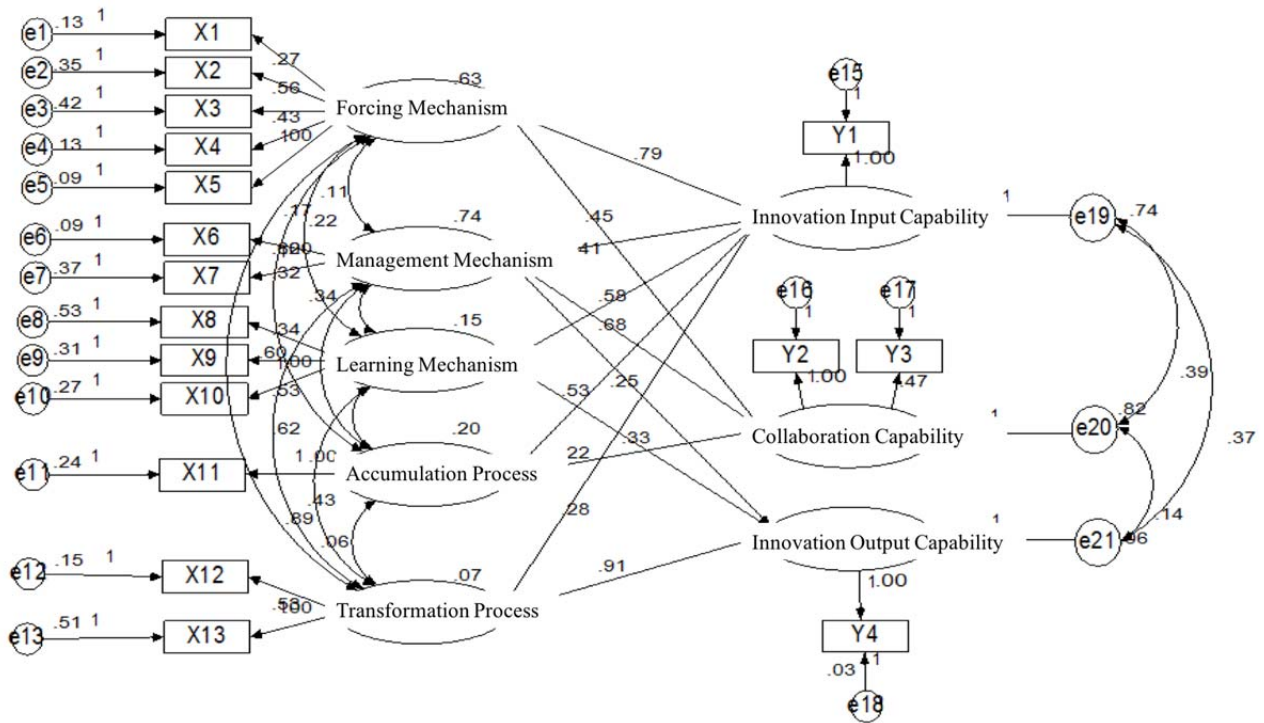 e1 .13 1 X1
e2 .35 1 X2
e3 .42 1 X3
e4 .13 1 X4
e5 .09 1 X5
e6 .09 1 X6
e7 .37 1 X7
e8 .53 1 X8
e9 .31 1 X9
e10 .27 1 X10
e11 .24 1 X11
e12 .15 1 X12
e13 .51 1 X13
.27
.56
.43
.100
.32
.34
1.00
.53
1.00
.53
.100
.63
Forcing Mechanism
.74
Management Mechanism
.15
Learning Mechanism
.20
Accumulation Process
.07
Transformation Process
.11
.17
.22
.34
.60
.62
.43
.89
.06
.79
.45
41
.58
.68
.53
.25
.33
22
.28
.91
e15
1
Y1
1.00
Innovation Input Capability
1
e19
.74
e16
e17
1
1
Y2
Y3
1.00
.47
Collaboration Capability
1
e20
.82
Innovation Output Capability
1
e21
.96
.39
.37
.14
1.00
Y4
.03
1
e18